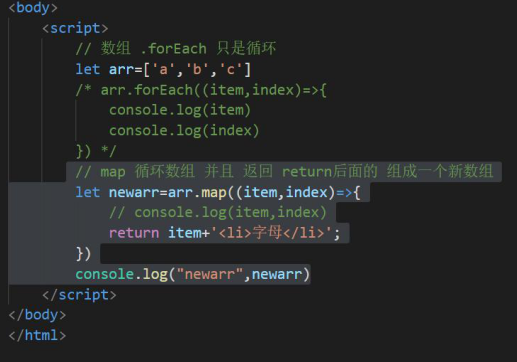 <body>
<script>
// 数组 .forEach 只是循环
let arr=['a','b','c']
/* arr.forEach((item,index)=>{
console.log(item)
console.log(index)
}) */
// map 循环数组 并且 返回 return后面的 组成一个新数组
let newarr=arr.map((item,index)=>{
// console.log(item,index)
return item+'<li>字母</li>';
})
console.log("newarr",newarr)
</script>
</body>
</html>